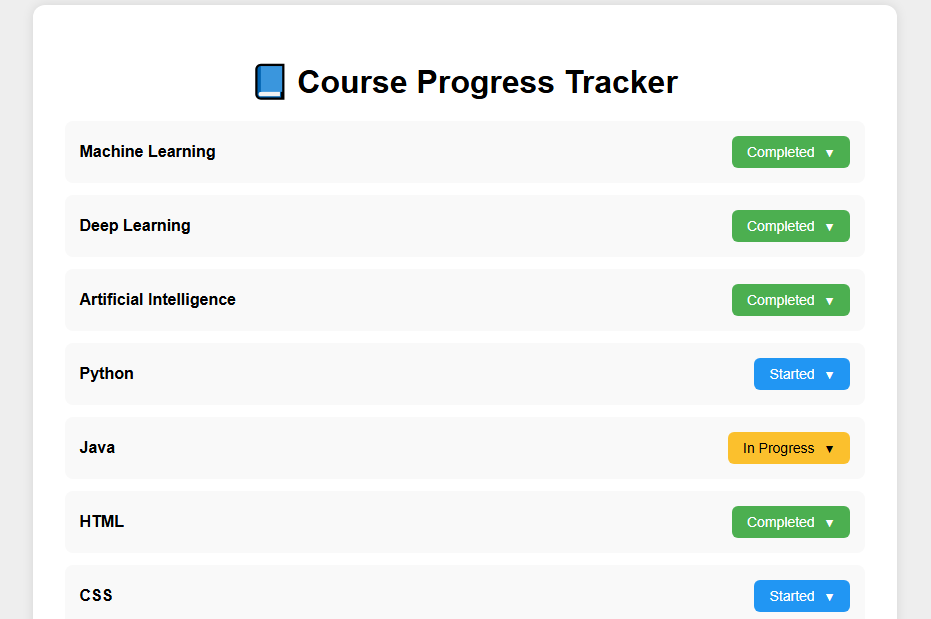 Course Progress Tracker
Machine Learning Completed ▼
Deep Learning Completed ▼
Artificial Intelligence Completed ▼
Python Started ▼
Java In Progress ▼
HTML Completed ▼
CSS Started ▼